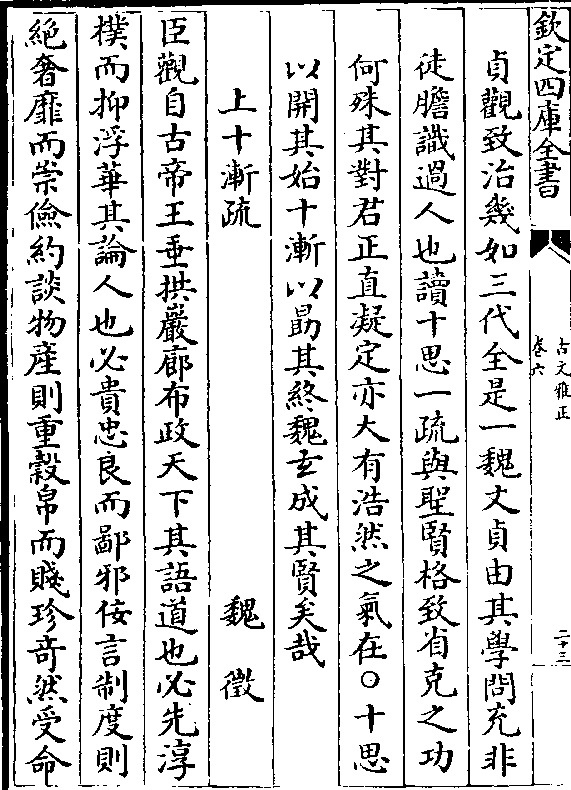 欽定四庫全書
古文雅正
卷六
二十三
貞觀致治幾如三代全是一魏文貞由其學問充非
徒膽識過人也讀十思一疏與聖賢格致省克之功
何殊其對君正直凝定亦大有浩然之氣在○十思
以開其始十漸以勗其終魏玄成其賢矣哉
上十漸疏　魏徵
臣觀自古帝王垂拱巖廊布政天下其語道也必先淳
樸而抑浮華其論人也必貴忠良而鄙邪佞言制度則
絶奢靡而崇儉約談物產則重穀帛而賤珍竒然受命